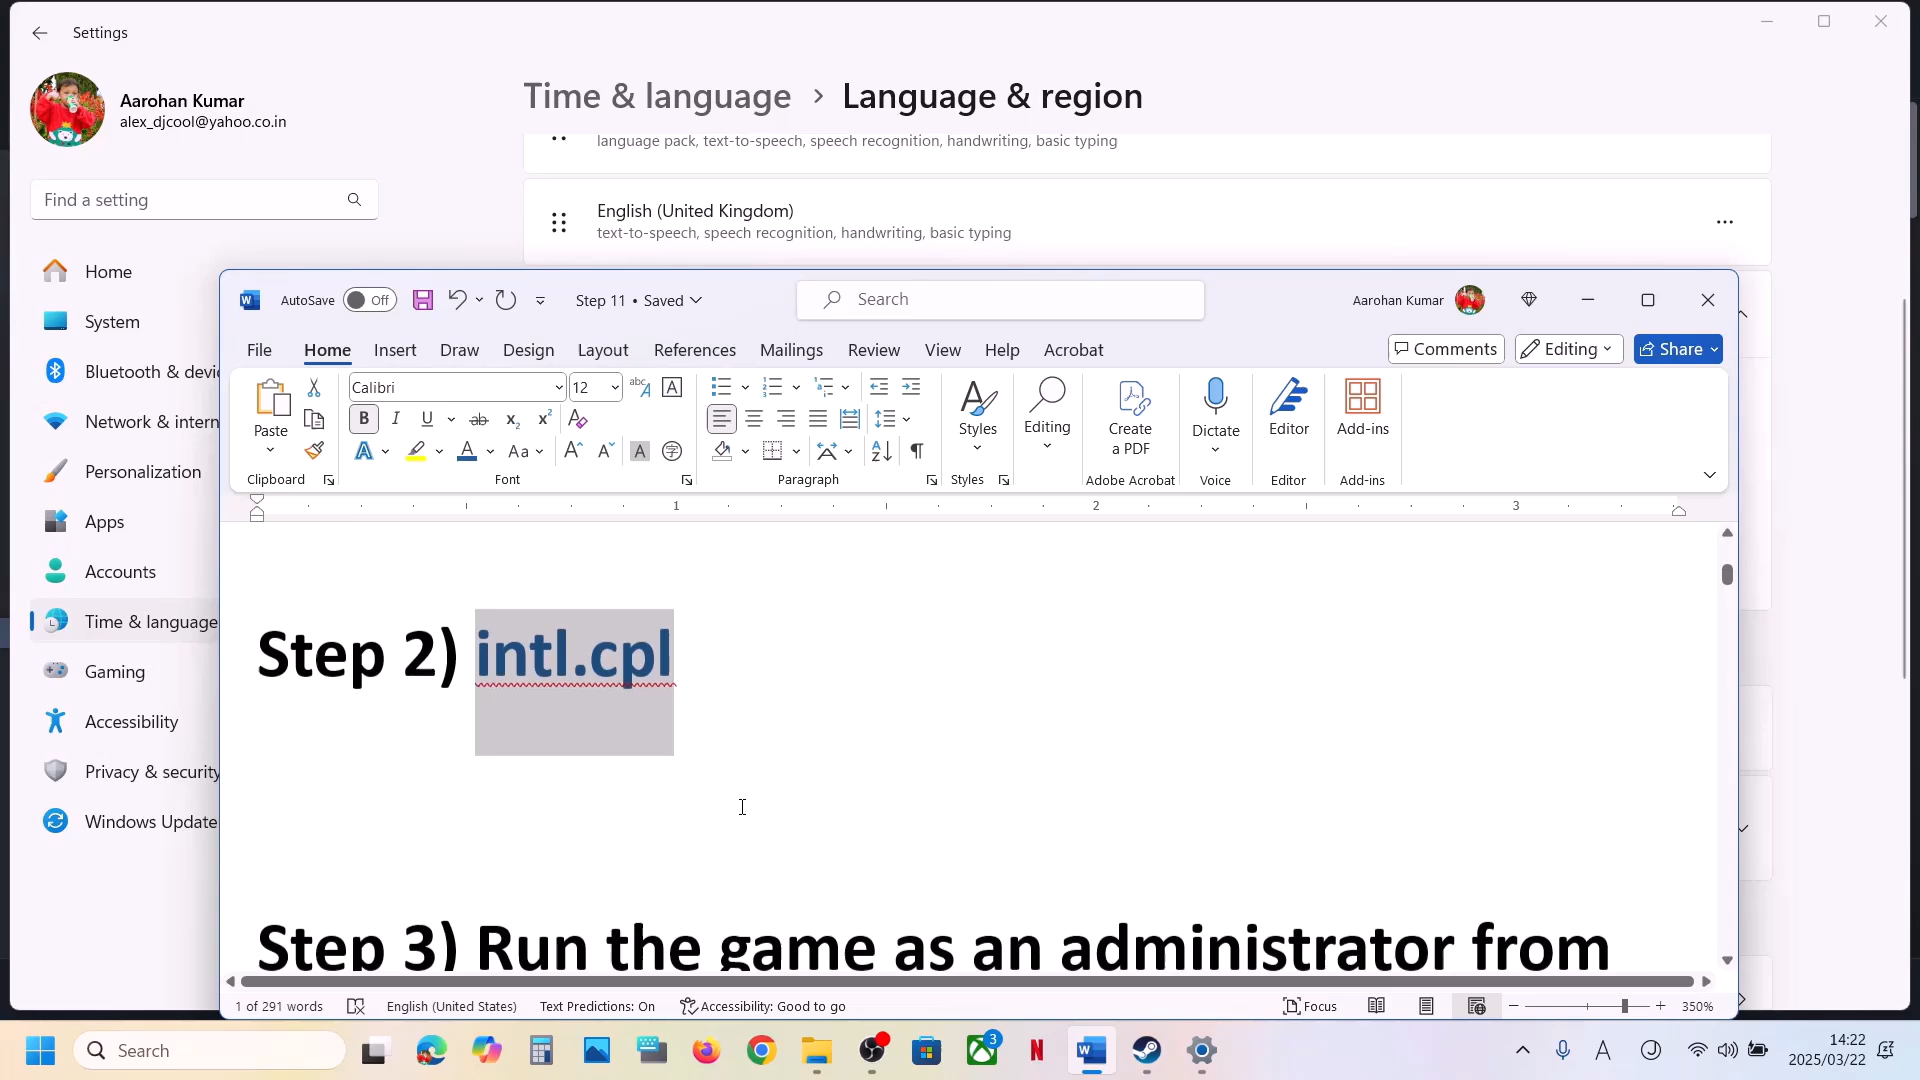 Settings
Aarohan Kumar
alex_djcool@yahoo.co.in
Find a setting
Home
System
Bluetooth & devi
Network & intern
Personalization
Apps
Accounts
Time & language
Gaming
Accessibility
Privacy & security
Windows Update
Time & language > Language & region
language pack, text-to-speech, speech recognition, handwriting, basic typing
English (United Kingdom)
text-to-speech, speech recognition, handwriting, basic typing
AutoSave Off Step 11 • Saved Search Aarohan Kumar
File Home Insert Draw Design Layout References Mailings Review View Help Acrobat Comments Editing Share
Paste
Clipboard
Calibri 12
Font
Paragraph
Styles
Styles
Editing
Create a PDF
Adobe Acrobat
Dictate
Voice
Editor
Editor
Add-ins
Add-ins
1 2 3
Step 2) intl.cpl
Step 3) Run the game as an administrator from
1 of 291 words English (United States) Text Predictions: On Accessibility: Good to go Focus 350%
Search
3
14:22
2025/03/22